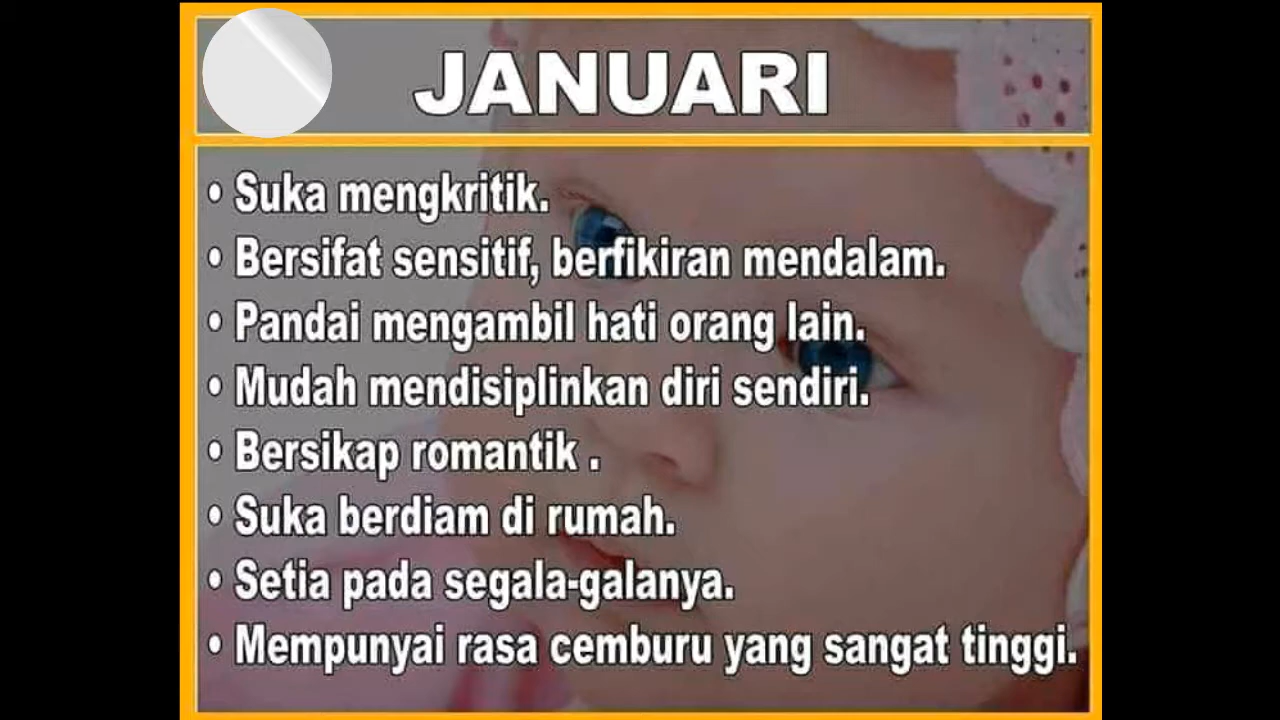 JANUARI
• Suka mengkritik.
• Bersifat sensitif, berfikiran mendalam.
• Pandai mengambil hati orang lain.
• Mudah mendisiplinkan diri sendiri.
• Bersikap romantik .
• Suka berdiam di rumah.
• Setia pada segala-galanya.
• Mempunyai rasa cemburu yang sangat tinggi.